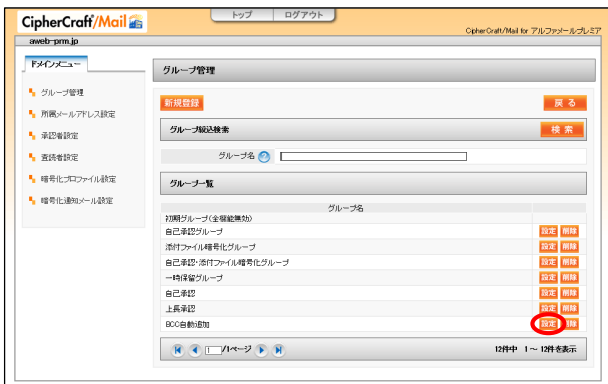 CipherCraft/Mail
トップ
ログアウト
CipherCraft/Mail for アルファメールプレミア
aweb-prm.jp
ドメインメニュー
グループ管理
所属メールアドレス設定
承認者設定
査読者設定
暗号化プロファイル設定
暗号化通知メール設定
グループ管理
新規登録
戻る
グループ絞込検索
検索
グループ名
グループ一覧
グループ名
初期グループ(全機能無効)
自己承認グループ 設定 削除
添付ファイル暗号化グループ 設定 削除
自己承認・添付ファイル暗号化グループ 設定 削除
一時保留グループ 設定 削除
自己承認 設定 削除
上長承認 設定 削除
BCC自動追加 設定 削除
/1ページ
12件中 1～12件を表示